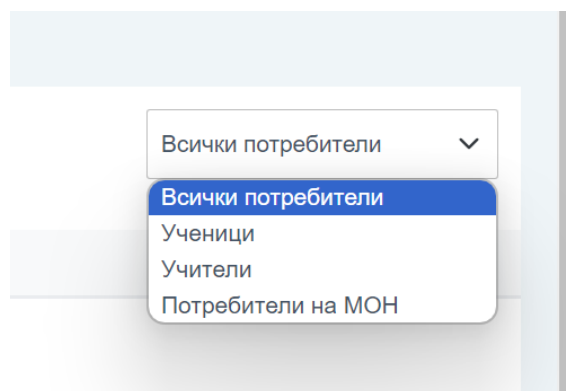 Всички потребители
Всички потребители
Ученици
Учители
Потребители на МОН